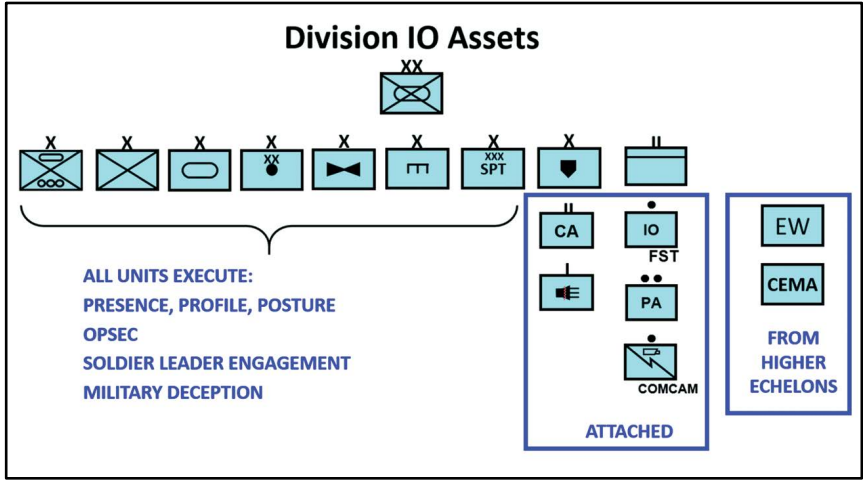 Division IO Assets
XX
X X X X X X X X II
XX
XXX
SPT
II
CA
IO
FST
I
PA
COMCAM
ATTACHED
EW
CEMA
FROM
HIGHER
ECHELONS
ALL UNITS EXECUTE:
PRESENCE, PROFILE, POSTURE
OPSEC
SOLDIER LEADER ENGAGEMENT
MILITARY DECEPTION